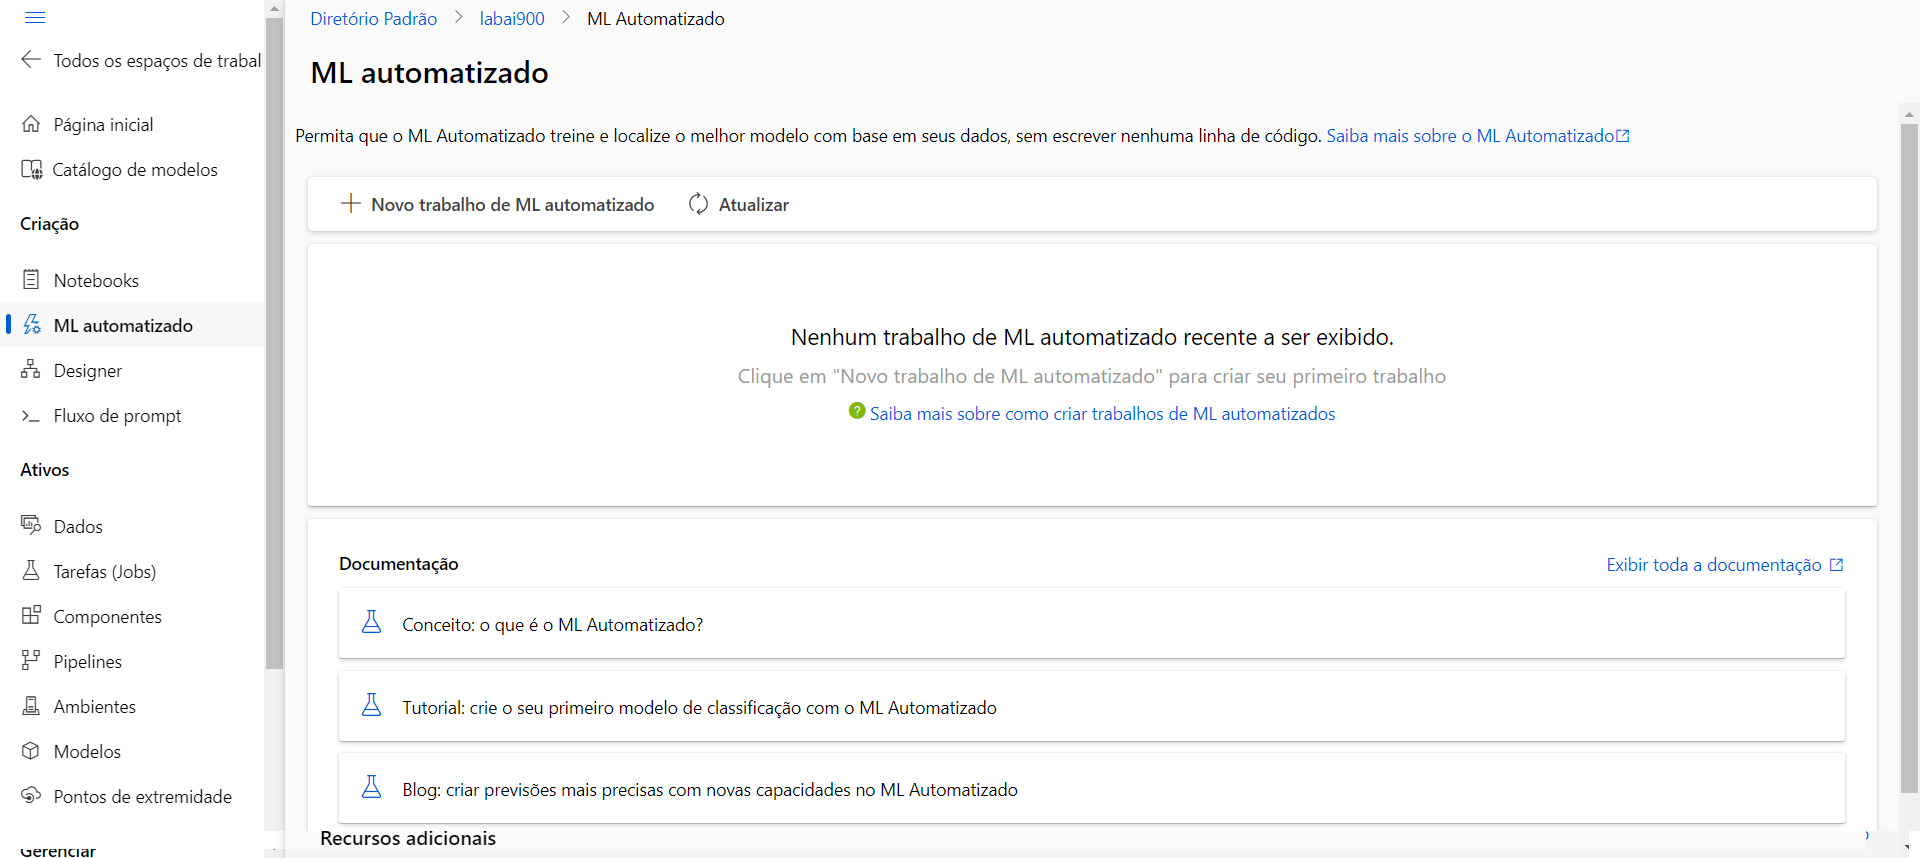 Todos os espaços de trabal
Página inicial
Catálogo de modelos
Criação
Notebooks
ML automatizado
Designer
Fluxo de prompt
Ativos
Dados
Tarefas (Jobs)
Componentes
Pipelines
Ambientes
Modelos
Pontos de extremidade
Gerenciar
Diretório Padrão > labai900 > ML Automatizado
ML automatizado
Permita que o ML Automatizado treine e localize o melhor modelo com base em seus dados, sem escrever nenhuma linha de código. Saiba mais sobre o ML Automatizado
Novo trabalho de ML automatizado Atualizar
Nenhum trabalho de ML automatizado recente a ser exibido.
Clique em "Novo trabalho de ML automatizado" para criar seu primeiro trabalho
Saiba mais sobre como criar trabalhos de ML automatizados
Documentação Exibir toda a documentação
Conceito: o que é o ML Automatizado?
Tutorial: crie o seu primeiro modelo de classificação com o ML Automatizado
Blog: criar previsões mais precisas com novas capacidades no ML Automatizado
Recursos adicionais